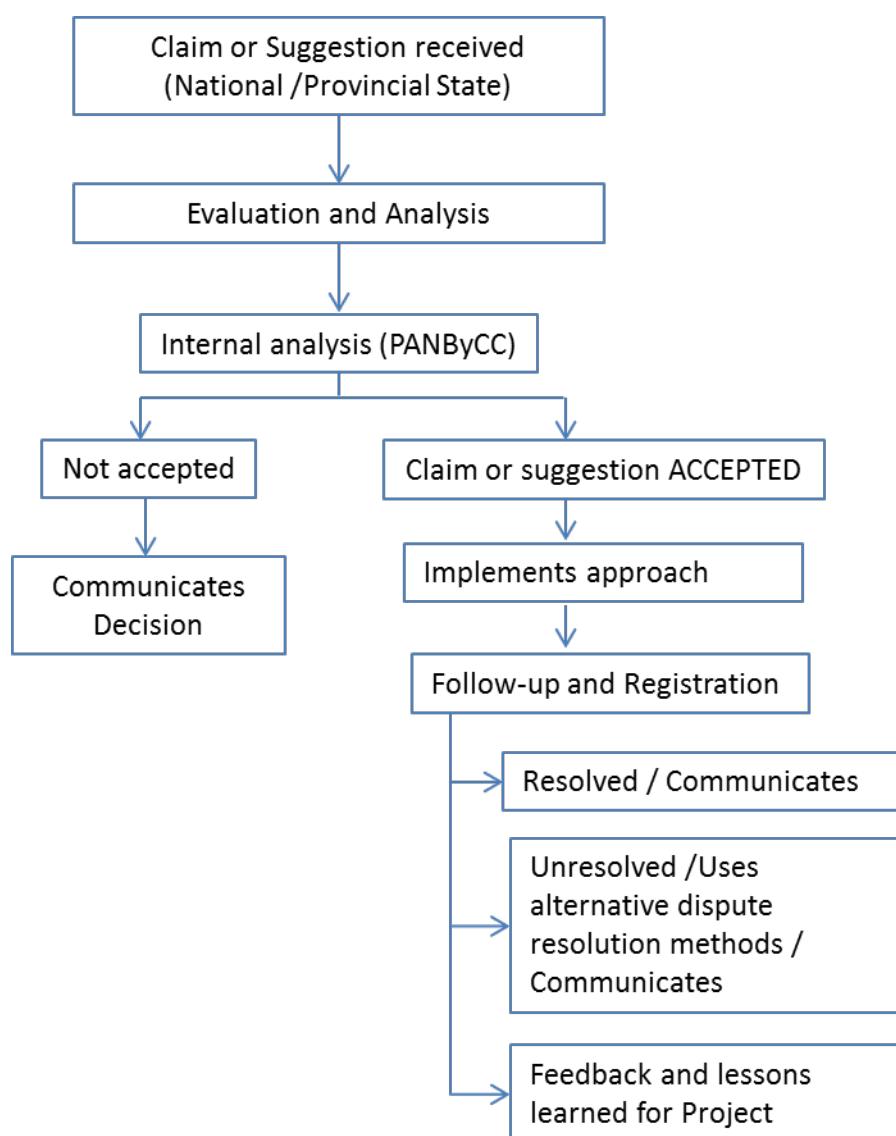 Claim or Suggestion received
(National /Provincial State)
Evaluation and Analysis
Internal analysis (PANByCC)
Not accepted
Claim or suggestion ACCEPTED
Communicates
Decision
Implements approach
Follow-up and Registration
Resolved / Communicates
Unresolved /Uses
alternative dispute
resolution methods /
Communicates
Feedback and lessons
learned for Project